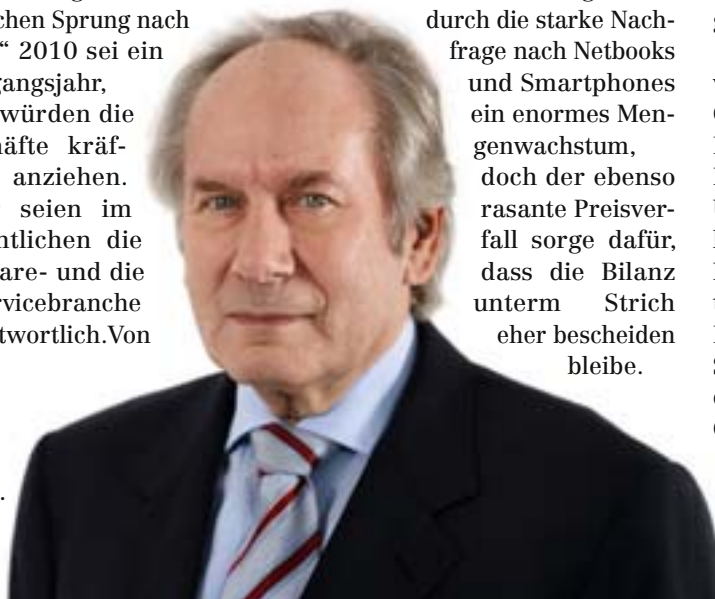 chen Sprung nach
“ 2010 sei ein
gangsjahr,
würden die
äfte kräf-
anziehen.
seien im
ntlichen die
are- und die
rvicebranche
twortlich.Von
.
durch die starke Nach-
frage nach Netbooks
und Smartphones
ein enormes Men-
genwachstum,
doch der ebenso
rasante Preisver-
fall sorge dafür,
dass die Bilanz
unterm Strich
eher bescheiden
bleibe.